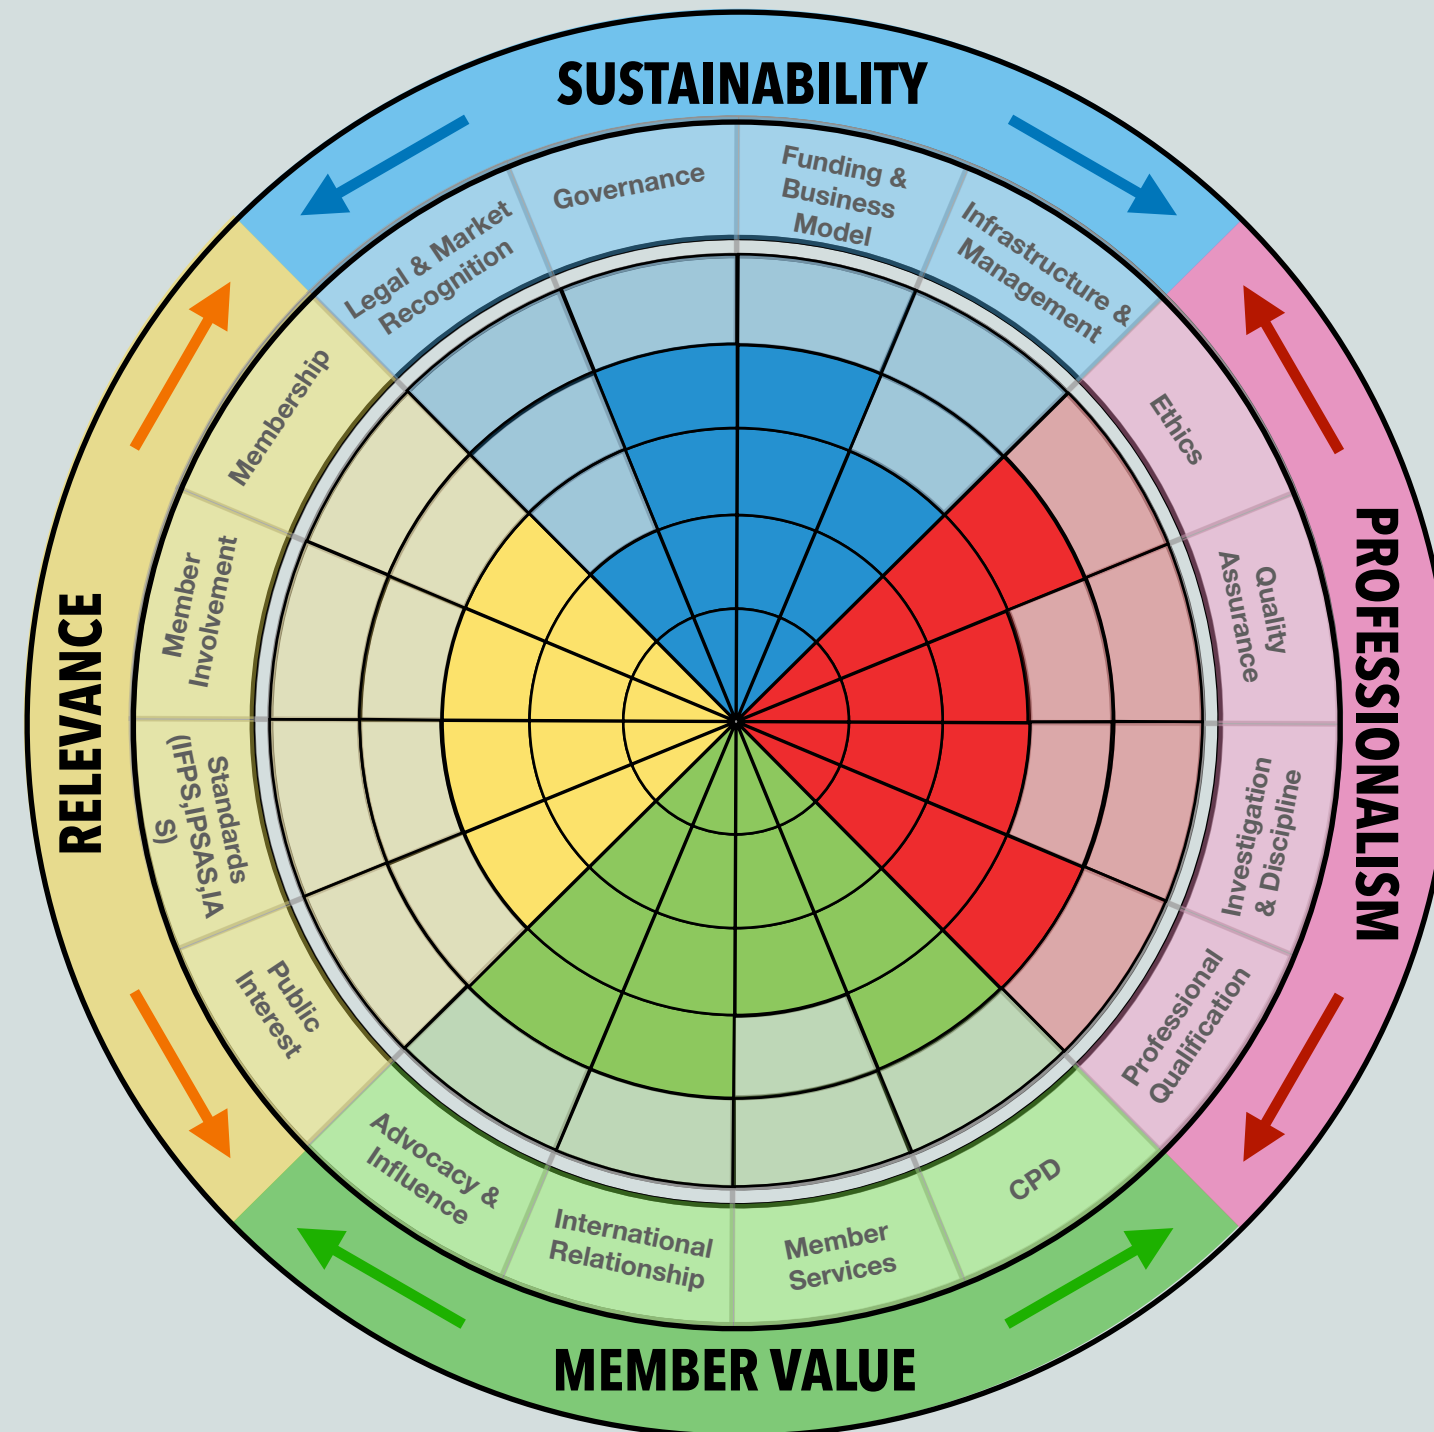 SUSTAINABILITY
Legal & Market
Recognition
Governance
Funding &
Business
Model
Infrastructure &
Management
PROFESSIONALISM
Ethics
Quality
Assurance
Investigation
& Discipline
Professional
Qualification
MEMBER VALUE
CPD
Member
Services
International
Relationship
Advocacy &
Influence
RELEVANCE
Public
Interest
Standards
(IFPS,IPSAS,IA
S)
Member
Involvement
Membership